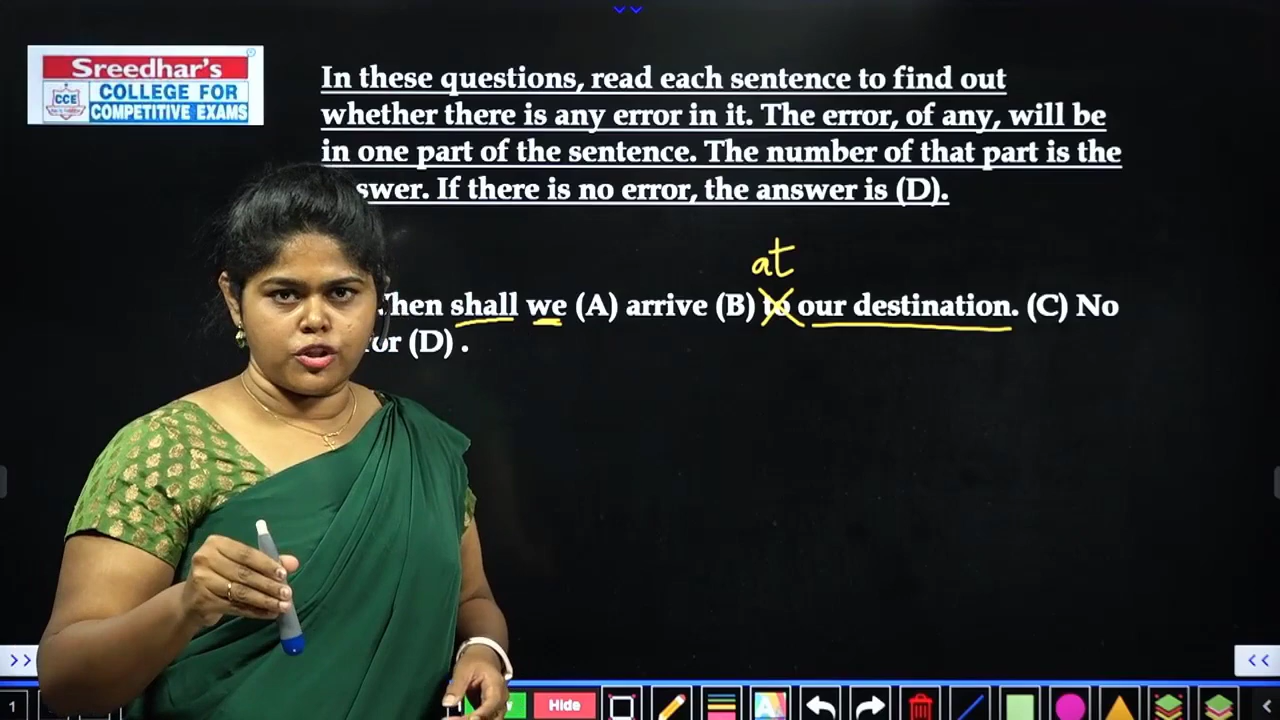 Sreedhar's
CCE
COLLEGE FOR
COMPETITIVE EXAMS
In these questions, read each sentence to find out
whether there is any error in it. The error, of any, will be
in one part of the sentence. The number of that part is the
If there is no error, the answer is (D).
at
shall we (A) arrive (B) to our destination. (C) No
(D) .
1
Hide